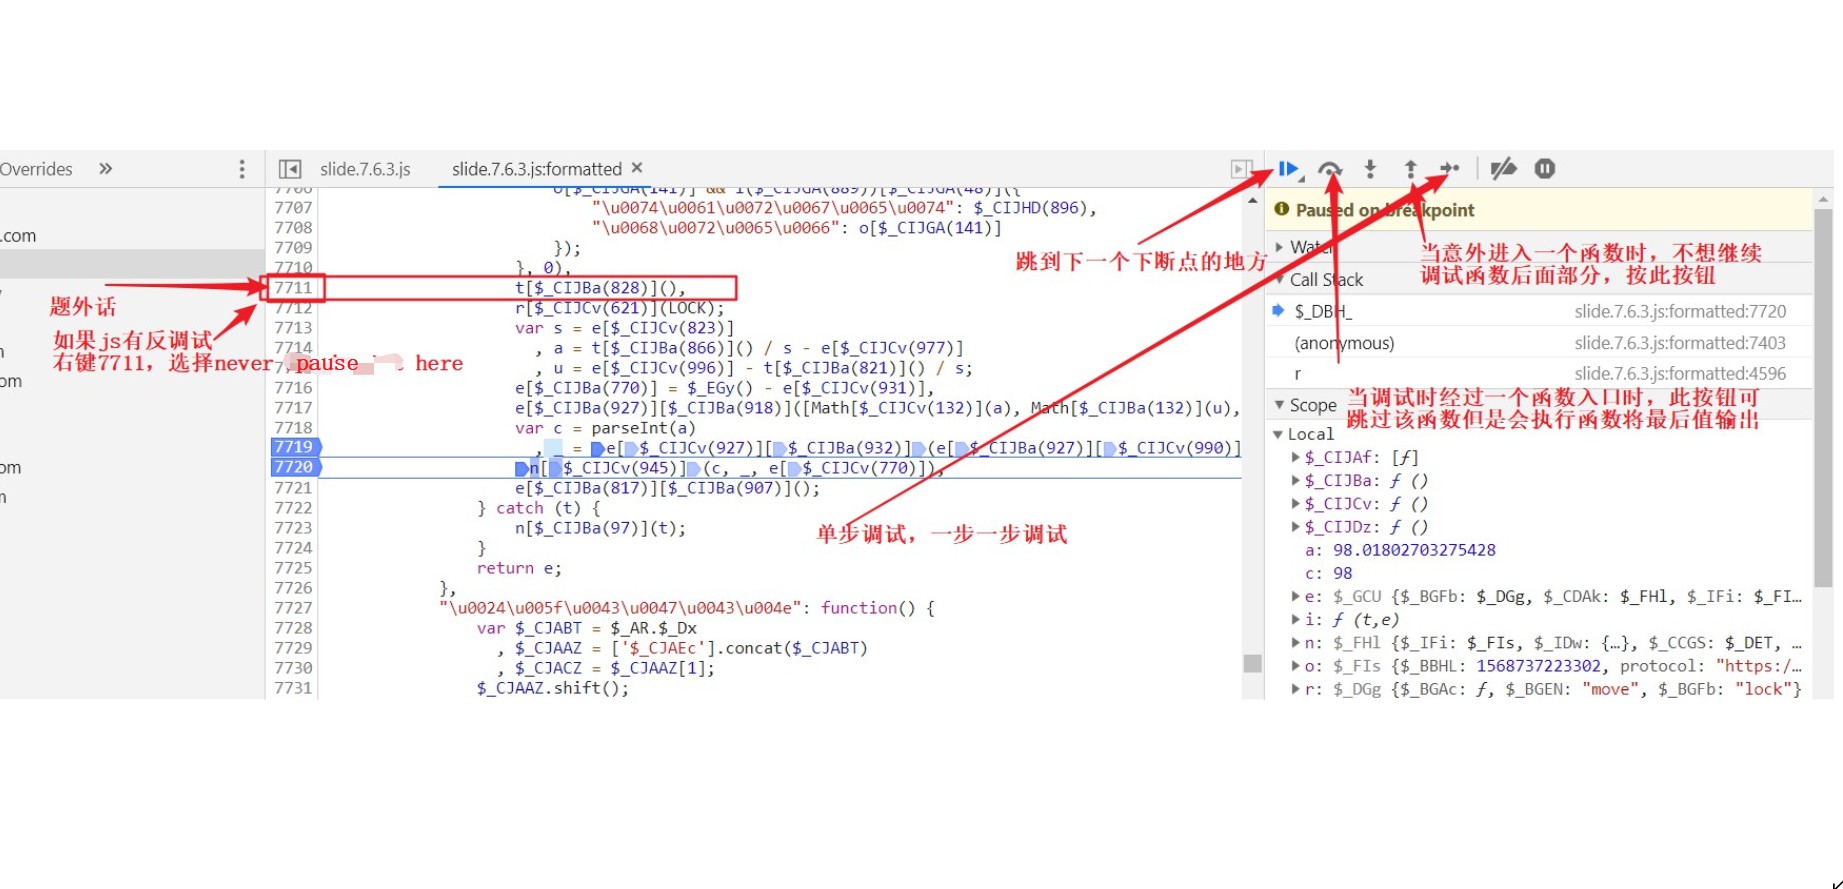 Overrides »
slide.7.6.3.js
slide.7.6.3.js:formatted ×
.com
om
om
7707 "\u0074\u0061\u0072\u0067\u0065\u0074": $_CIJHD(896),
7708 "\u0068\u0072\u0065\u0066": o[$_CIJGA(141)]
7709 });
7710 }, 0),
7711 t[$_CIJBa(828)](),
7712 r[$_CIJCv(621)](LOCK);
7713 var s = e[$_CIJCv(823)]
7714 , a = t[$_CIJBa(866)]() / s - e[$_CIJCv(977)]
, u = e[$_CIJCv(996)] - t[$_CIJBa(821)]() / s;
7716 e[$_CIJBa(770)] = $_EGy() - e[$_CIJCv(931)],
7717 e[$_CIJBa(927)][$_CIJBa(918)]([Math[$_CIJCv(132)](a), Math[$_CIJBa(132)](u),
7718 var c = parseInt(a)
7719 , _ = e[$_CIJCv(927)][$_CIJBa(932)](e[$_CIJBa(927)][$_CIJCv(990)]
7720 n[$_CIJCv(945)](c, _, e[$_CIJCv(770)]),
7721 e[$_CIJBa(817)][$_CIJBa(907)]();
7722 } catch (t) {
7723 n[$_CIJBa(97)](t);
7724 }
7725 return e;
7726 },
7727 "\u0024\u005f\u0043\u0047\u0043\u004e": function() {
7728 var $_CJABT = $_AR.$_Dx
7729 , $_CJAAZ = ['$_CJAEc'].concat($_CJABT)
7730 , $_CJACZ = $_CJAAZ[1];
7731 $_CJAAZ.shift();
题外话
如果js有反调试
右键7711，选择never pause here
跳到下一个下断点的地方
单步调试，一步一步调试
Paused on breakpoint
Watch
当意外进入一个函数时，不想继续
调试函数后面部分，按此按钮
Call Stack
$_DBH_ slide.7.6.3.js:formatted:7720
(anonymous) slide.7.6.3.js:formatted:7403
r slide.7.6.3.js:formatted:4596
当调试时经过一个函数入口时，此按钮可
跳过该函数但是会执行函数将最后值输出
Scope
Local
$_CIJAf: [ƒ]
$_CIJBa: ƒ ()
$_CIJCv: ƒ ()
$_CIJDz: ƒ ()
a: 98.01802703275428
c: 98
e: $_GCU {$_BGFb: $_DGg, $_CDAk: $_FHl, $_IFi: $_FI…
i: ƒ (t,e)
n: $_FHl {$_IFi: $_FIs, $_IDw: {…}, $_CCGS: $_DET, …
o: $_FIs {$_BBHL: 1568737223302, protocol: "https:/…
r: $_DGg {$_BGAc: ƒ, $_BGEN: "move", $_BGFb: "lock"}